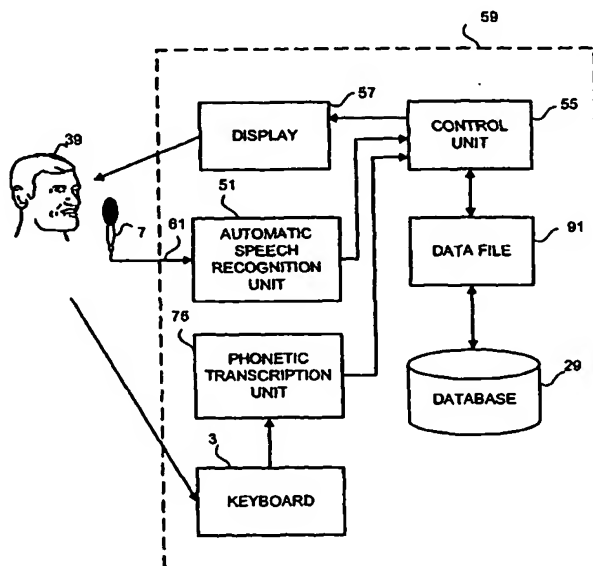 59
57
DISPLAY
55
CONTROL
UNIT
39
7
61
51
AUTOMATIC
SPEECH
RECOGNITION
UNIT
91
DATA FILE
75
PHONETIC
TRANSCRIPTION
UNIT
29
DATABASE
3
KEYBOARD